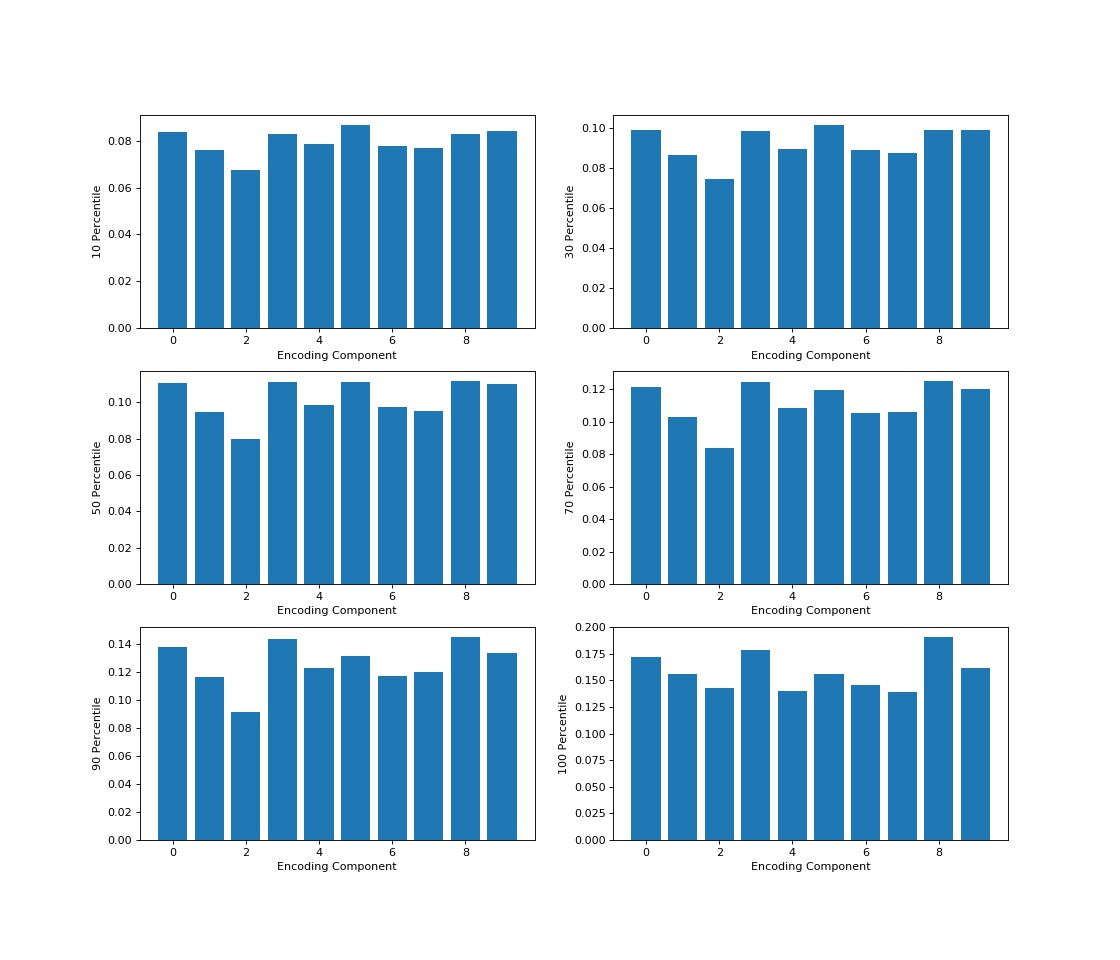 0.08
0.06
0.04
0.02
0.00
10 Percentile
0 2 4 6 8
Encoding Component
0.10
0.08
0.06
0.04
0.02
0.00
30 Percentile
0 2 4 6 8
Encoding Component
0.10
0.08
0.06
0.04
0.02
0.00
50 Percentile
0 2 4 6 8
Encoding Component
0.12
0.10
0.08
0.06
0.04
0.02
0.00
70 Percentile
0 2 4 6 8
Encoding Component
0.14
0.12
0.10
0.08
0.06
0.04
0.02
0.00
90 Percentile
0 2 4 6 8
Encoding Component
0.200
0.175
0.150
0.125
0.100
0.075
0.050
0.025
0.000
100 Percentile
0 2 4 6 8
Encoding Component